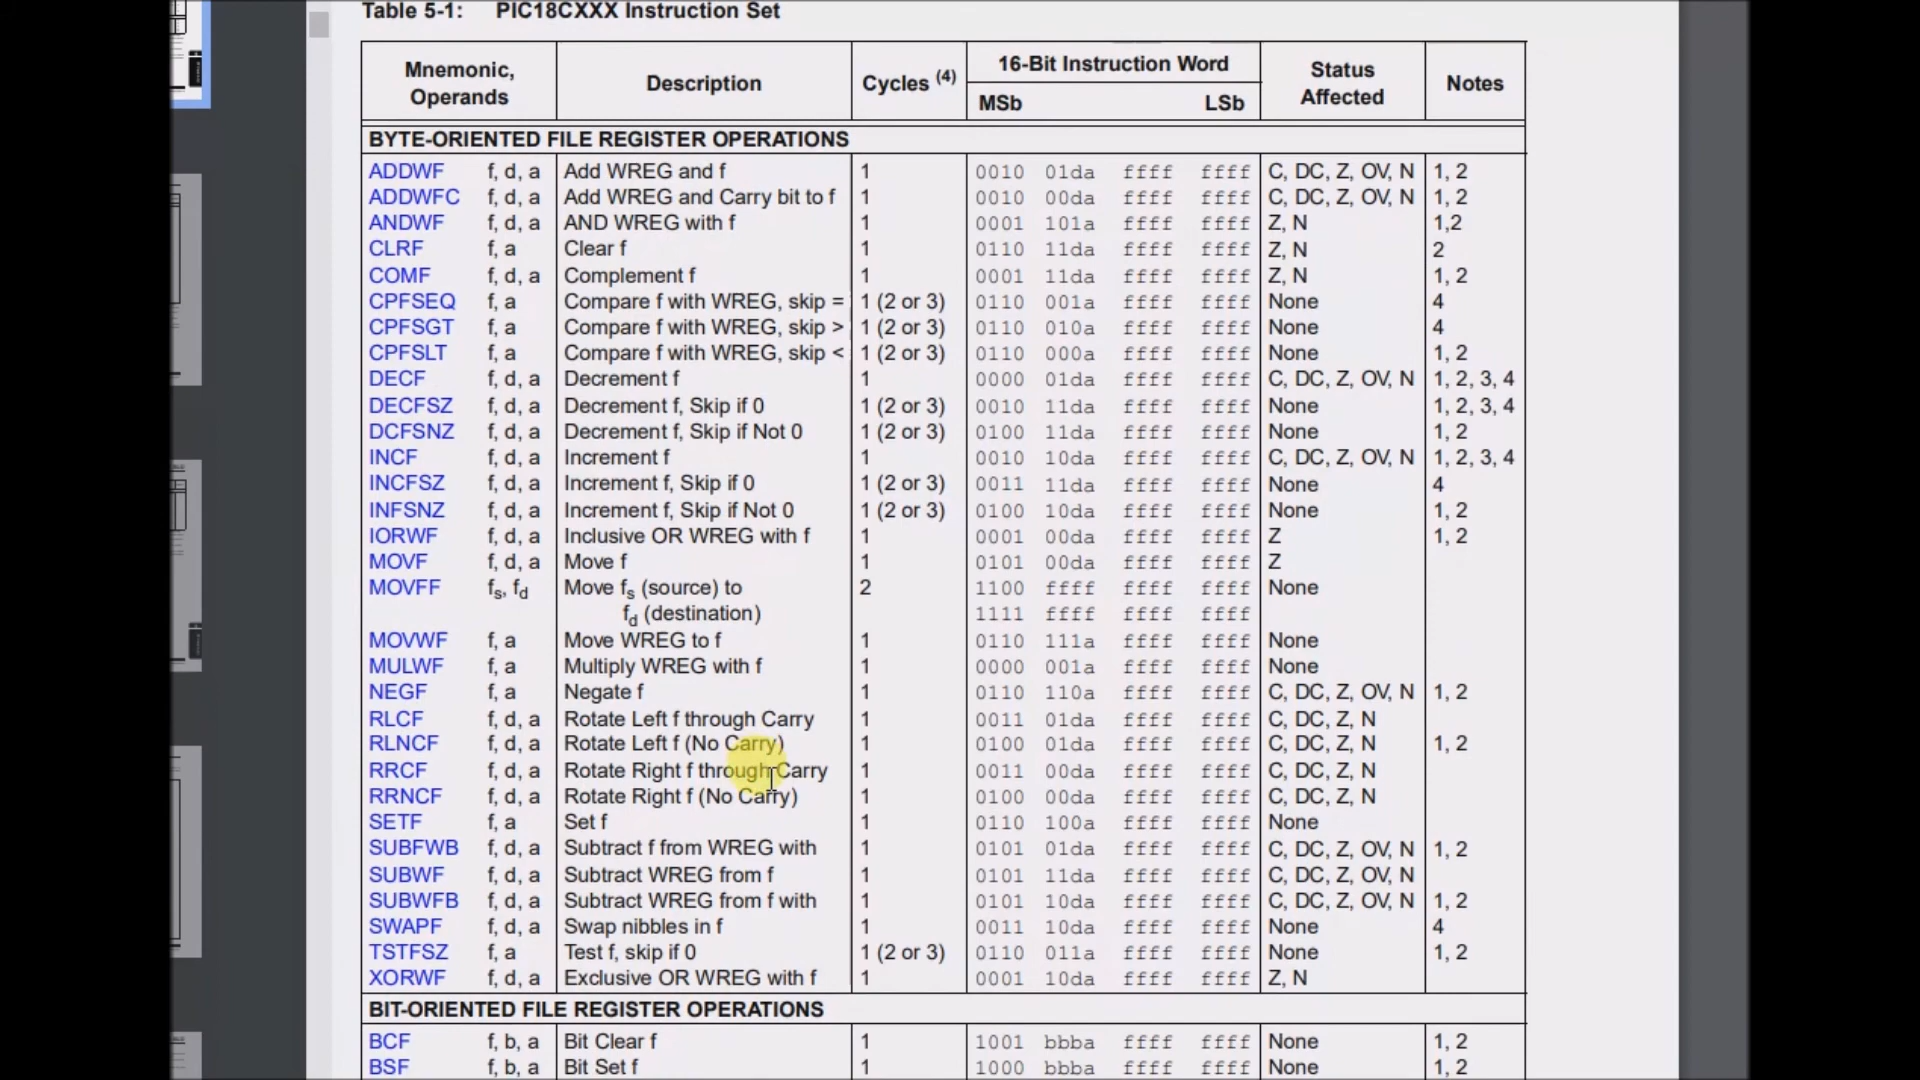 Table 5-1: PIC18CXXX Instruction Set
Mnemonic, Operands Description Cycles (4) 16-Bit Instruction Word Status Affected Notes
MSb LSb
BYTE-ORIENTED FILE REGISTER OPERATIONS
ADDWF f, d, a Add WREG and f 1 0010 01da ffff ffff C, DC, Z, OV, N 1, 2
ADDWFC f, d, a Add WREG and Carry bit to f 1 0010 00da ffff ffff C, DC, Z, OV, N 1, 2
ANDWF f, d, a AND WREG with f 1 0001 101a ffff ffff Z, N 1,2
CLRF f, a Clear f 1 0110 11da ffff ffff Z, N 2
COMF f, d, a Complement f 1 0001 11da ffff ffff Z, N 1, 2
CPFSEQ f, a Compare f with WREG, skip = 1 (2 or 3) 0110 001a ffff ffff None 4
CPFSGT f, a Compare f with WREG, skip > 1 (2 or 3) 0110 010a ffff ffff None 4
CPFSLT f, a Compare f with WREG, skip < 1 (2 or 3) 0110 000a ffff ffff None 1, 2
DECF f, d, a Decrement f 1 0000 01da ffff ffff C, DC, Z, OV, N 1, 2, 3, 4
DECFSZ f, d, a Decrement f, Skip if 0 1 (2 or 3) 0010 11da ffff ffff None 1, 2, 3, 4
DCFSNZ f, d, a Decrement f, Skip if Not 0 1 (2 or 3) 0100 11da ffff ffff None 1, 2
INCF f, d, a Increment f 1 0010 10da ffff ffff C, DC, Z, OV, N 1, 2, 3, 4
INCFSZ f, d, a Increment f, Skip if 0 1 (2 or 3) 0011 11da ffff ffff None 4
INFSNZ f, d, a Increment f, Skip if Not 0 1 (2 or 3) 0100 10da ffff ffff None 1, 2
IORWF f, d, a Inclusive OR WREG with f 1 0001 00da ffff ffff Z 1, 2
MOVF f, d, a Move f 1 0101 00da ffff ffff Z
MOVFF fs, fd Move fs (source) to 2 1100 ffff ffff ffff None
fd (destination) 1111 ffff ffff ffff
MOVWF f, a Move WREG to f 1 0110 111a ffff ffff None
MULWF f, a Multiply WREG with f 1 0000 001a ffff ffff None
NEGF f, a Negate f 1 0110 110a ffff ffff C, DC, Z, OV, N 1, 2
RLCF f, d, a Rotate Left f through Carry 1 0011 01da ffff ffff C, DC, Z, N
RLNCF f, d, a Rotate Left f (No Carry) 1 0100 01da ffff ffff C, DC, Z, N 1, 2
RRCF f, d, a Rotate Right f through Carry 1 0011 00da ffff ffff C, DC, Z, N
RRNCF f, d, a Rotate Right f (No Carry) 1 0100 00da ffff ffff C, DC, Z, N
SETF f, a Set f 1 0110 100a ffff ffff None
SUBFWB f, d, a Subtract f from WREG with 1 0101 01da ffff ffff C, DC, Z, OV, N 1, 2
SUBWF f, d, a Subtract WREG from f 1 0101 11da ffff ffff C, DC, Z, OV, N
SUBWFB f, d, a Subtract WREG from f with 1 0101 10da ffff ffff C, DC, Z, OV, N 1, 2
SWAPF f, d, a Swap nibbles in f 1 0011 10da ffff ffff None 4
TSTFSZ f, a Test f, skip if 0 1 (2 or 3) 0110 011a ffff ffff None 1, 2
XORWF f, d, a Exclusive OR WREG with f 1 0001 10da ffff ffff Z, N
BIT-ORIENTED FILE REGISTER OPERATIONS
BCF f, b, a Bit Clear f 1 1001 bbba ffff ffff None 1, 2
BSF f, b, a Bit Set f 1 1000 bbba ffff ffff None 1, 2